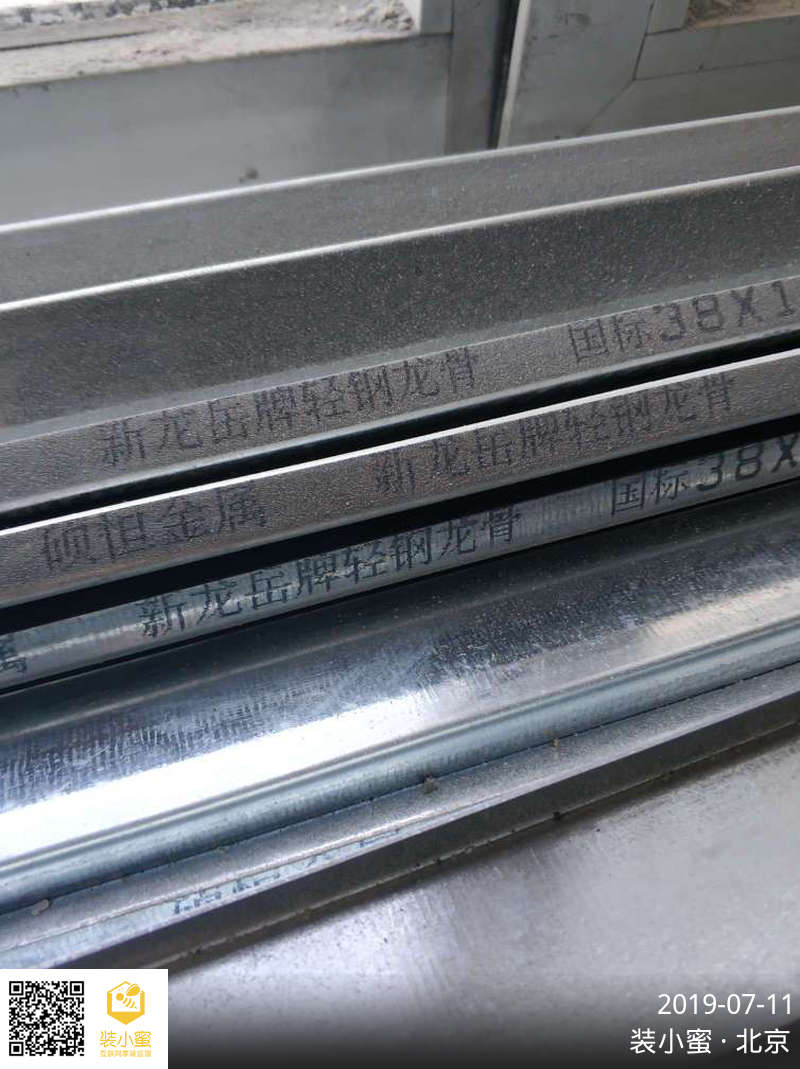 新龙岳牌轻钢龙骨 国标38X1
硕恒金属 新龙岳牌轻钢龙骨
新龙岳牌轻钢龙骨 国标38X
属
装小蜜
2019-07-11
装小蜜·北京